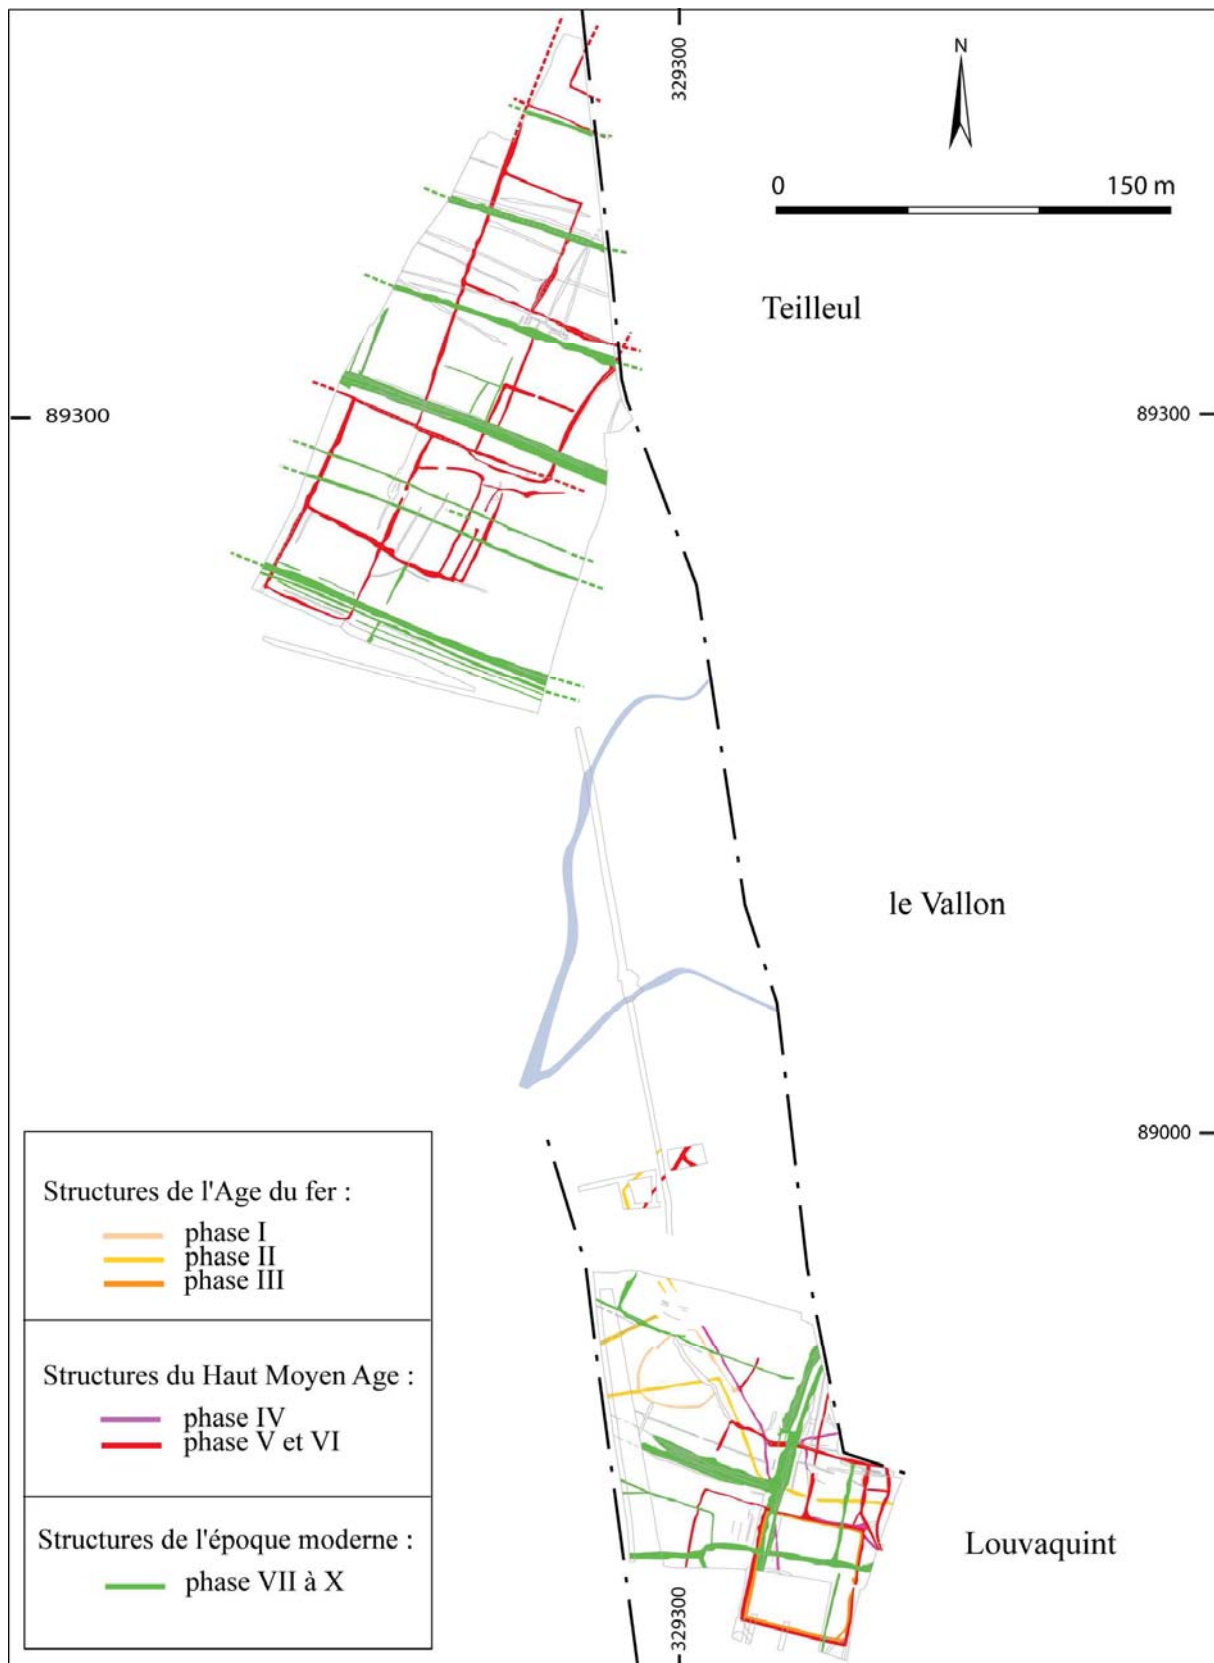 329300
N
0 150 m
Teilleul
89300 89300
le Vallon
89000
Structures de l'Age du fer :
phase I
phase II
phase III
Structures du Haut Moyen Age :
phase IV
phase V et VI
Structures de l'époque moderne :
phase VII à X
Louvaquint
329300